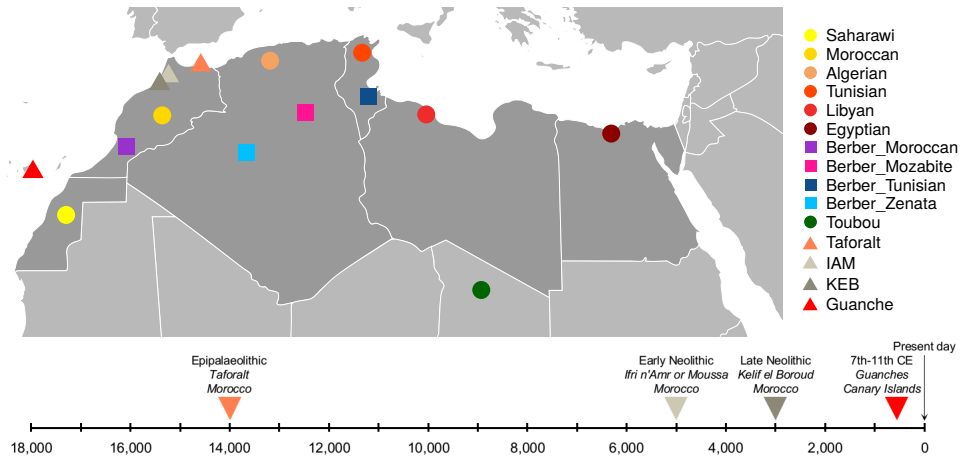 Saharawi
Moroccan
Algerian
Tunisian
Libyan
Egyptian
Berber_Moroccan
Berber_Mozabite
Berber_Tunisian
Berber_Zenata
Toubou
Taforalt
IAM
KEB
Guanche
Present day
Epipalaeolithic
Taforalt
Morocco
Early Neolithic
Ifri n'Amr or Moussa
Morocco
Late Neolithic
Kelif el Boroud
Morocco
7th-11th CE
Guanches
Canary Islands
18,000 16,000 14,000 12,000 10,000 8,000 6,000 4,000 2,000 0